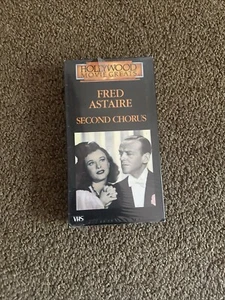 HOLLYWOOD
MOVIE GREATS
FRED
ASTAIRE
SECOND CHORUS
VHS